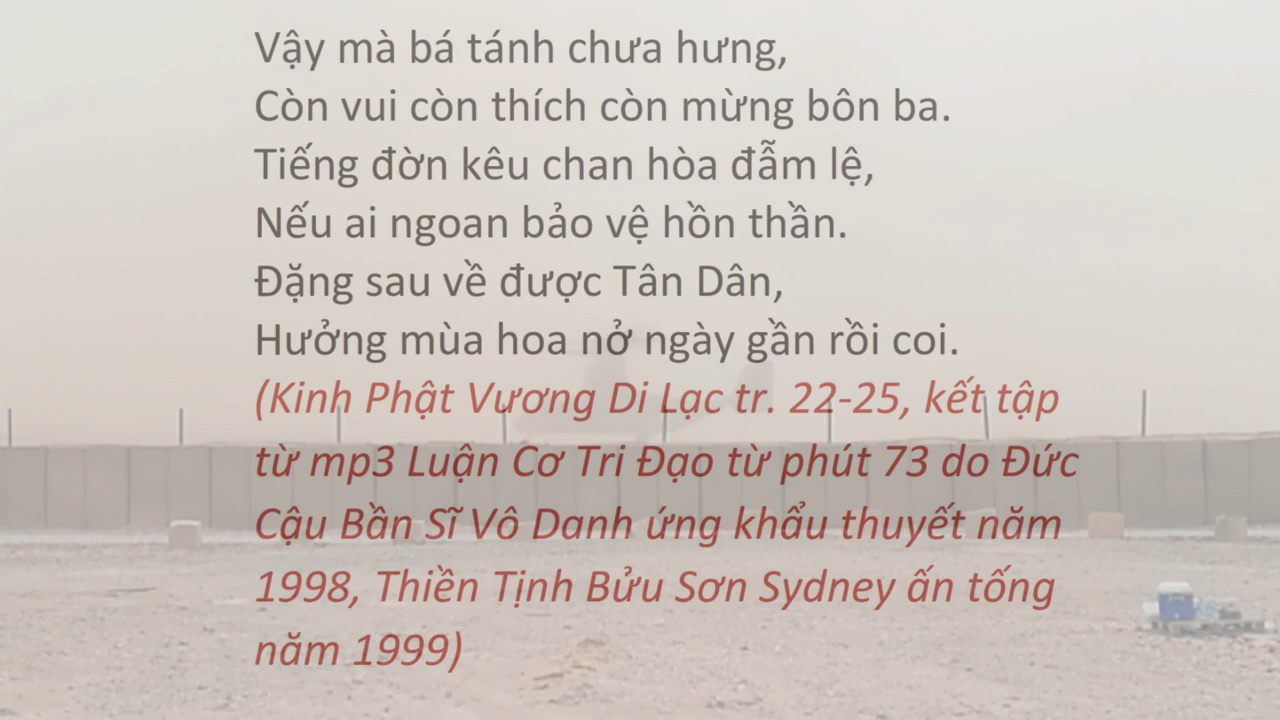 Vậy mà bá tánh chưa hưng,
Còn vui còn thích còn mừng bôn ba.
Tiếng đờn kêu chan hòa đẫm lệ,
Nếu ai ngoan bảo vệ hồn thần.
Đặng sau về được Tân Dân,
Hưởng mùa hoa nở ngày gần rồi coi.
(Kinh Phật Vương Di Lạc tr. 22-25, kết tập
từ mp3 Luận Cơ Tri Đạo từ phút 73 do Đức
Cậu Bần Sĩ Vô Danh ứng khẩu thuyết năm
1998, Thiền Tịnh Bửu Sơn Sydney ấn tống
năm 1999)